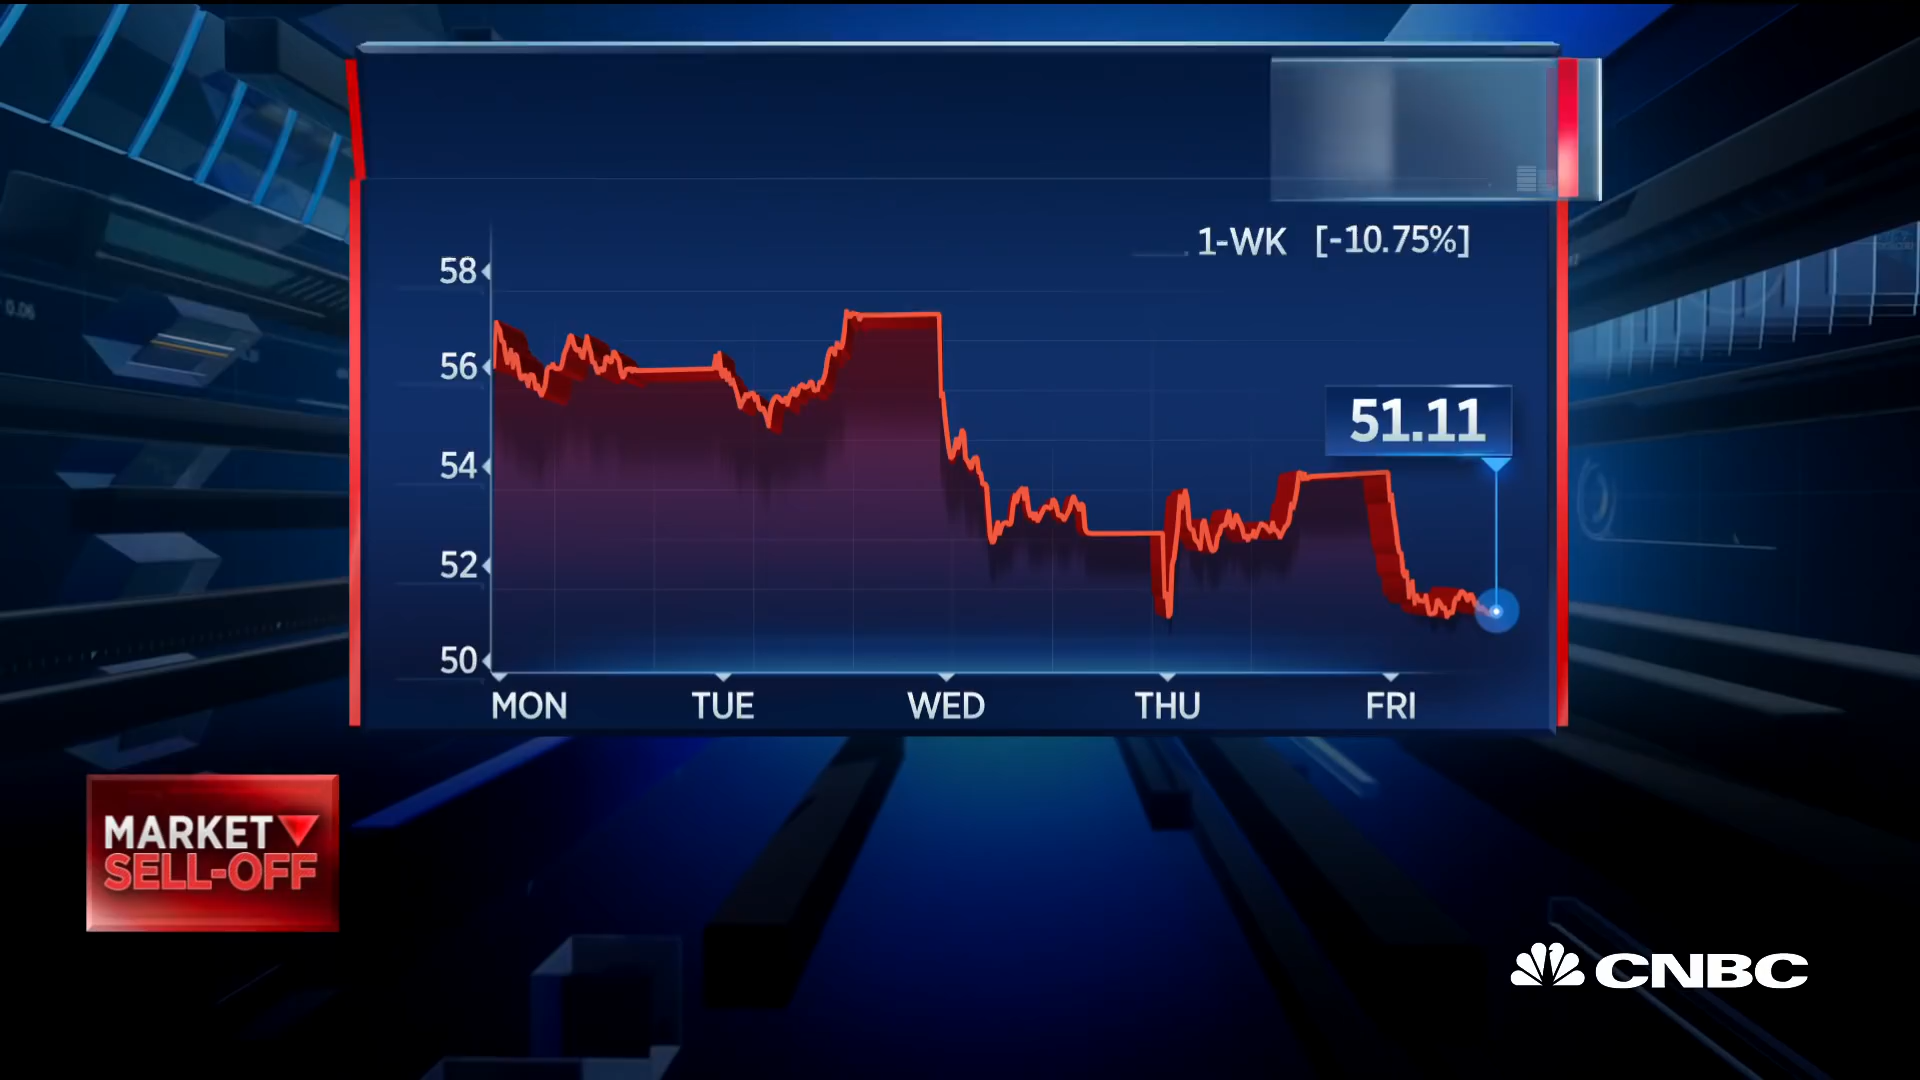 1-WK [-10.75%]
58
56
54
52
50
51.11
MON TUE WED THU FRI
MARKET
SELL-OFF
CNBC